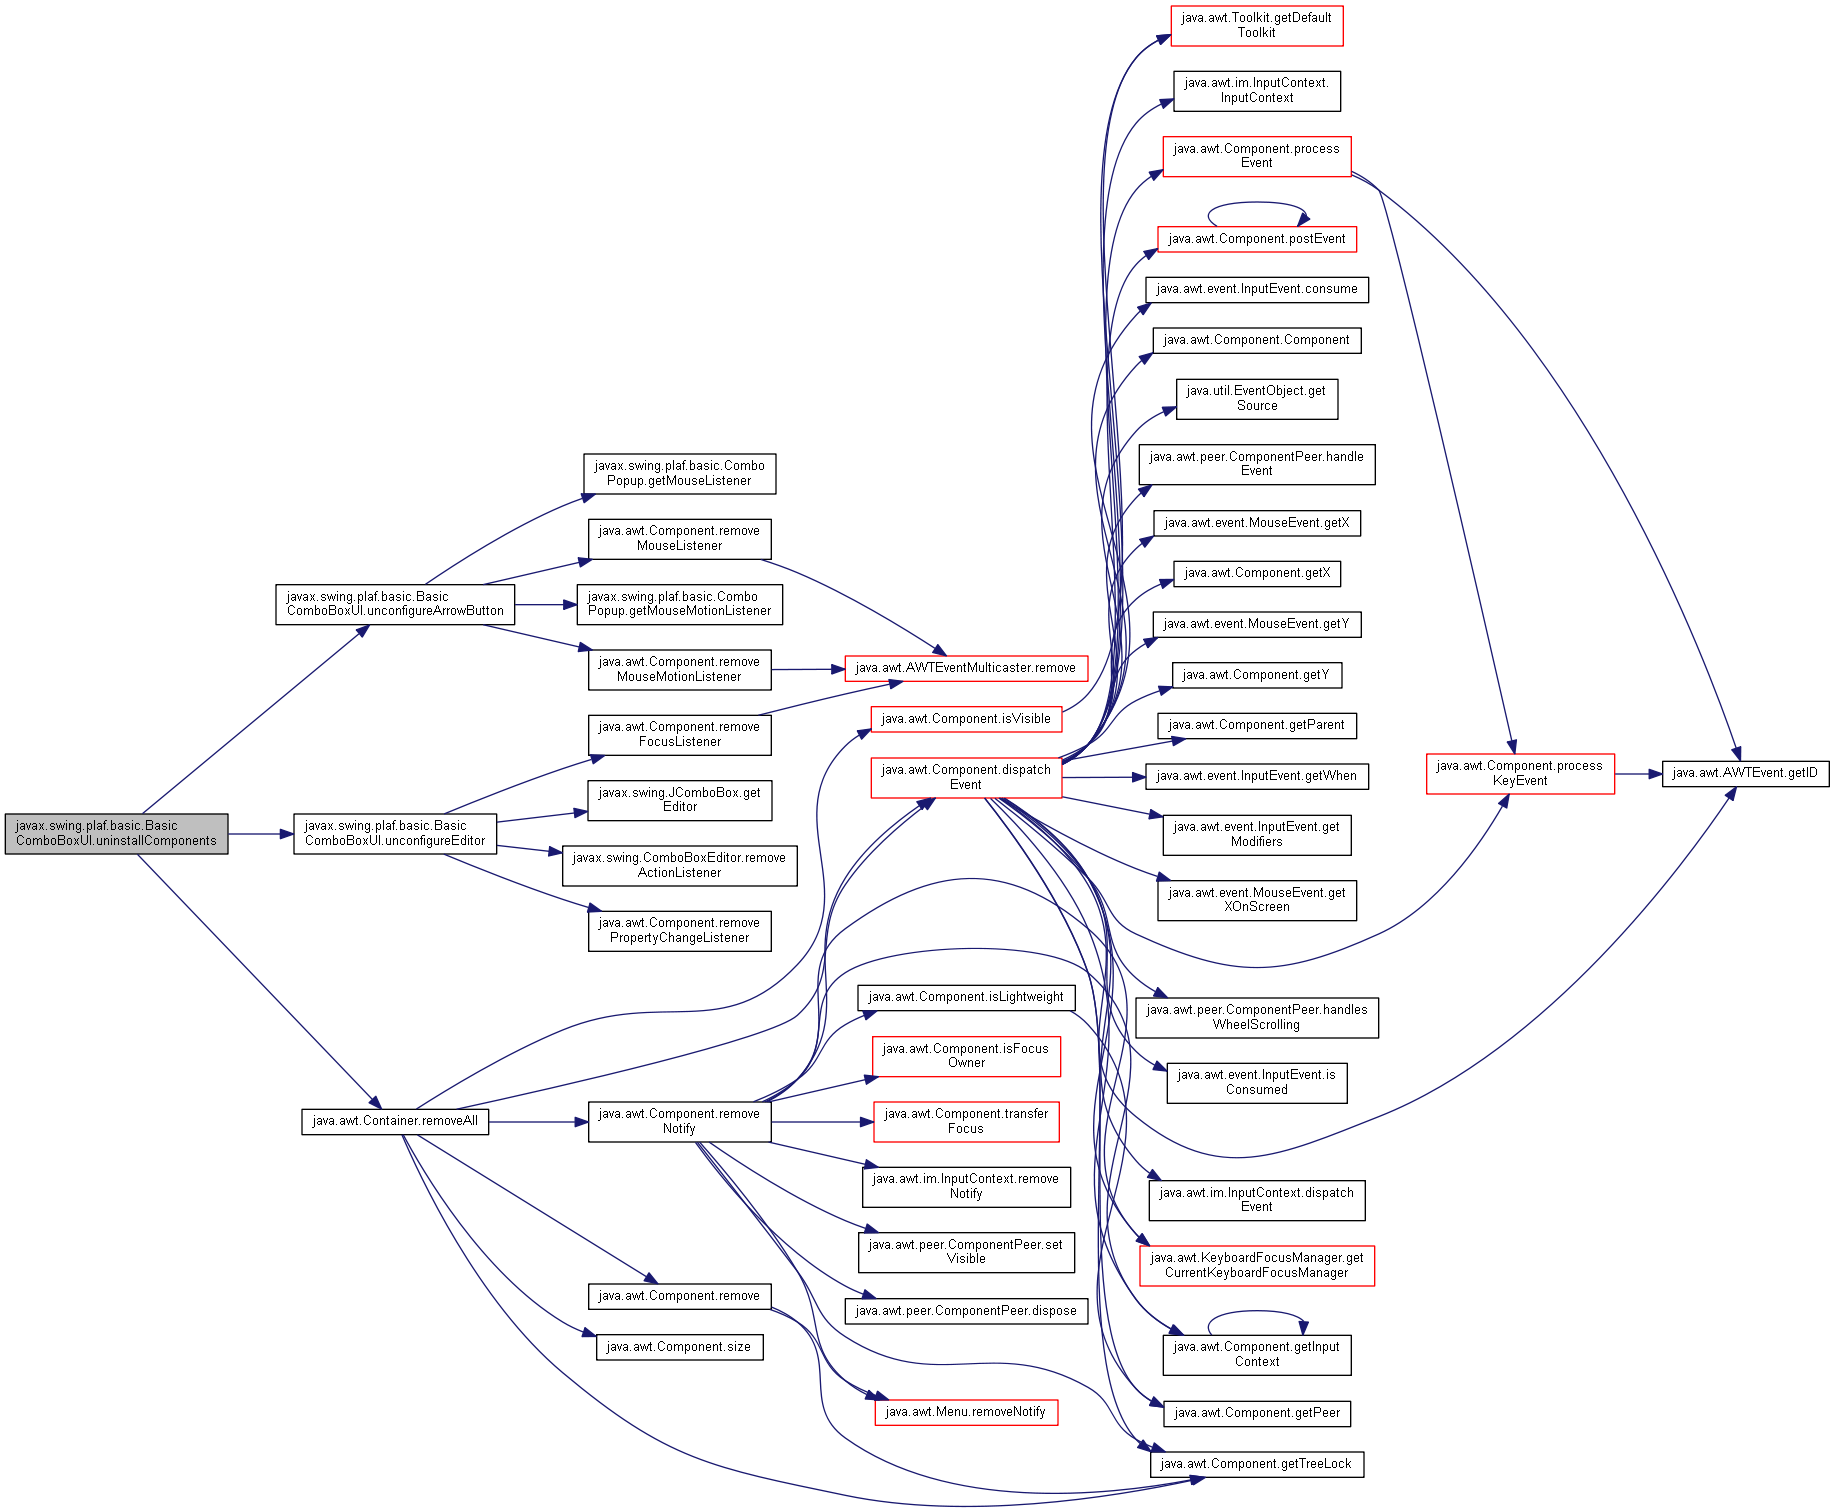 javax.swing.plaf.basic.Basic
ComboBoxUI.uninstallComponents
javax.swing.plaf.basic.Basic
ComboBoxUI.unconfigureArrowButton
javax.swing.plaf.basic.Basic
ComboBoxUI.unconfigureEditor
java.awt.Container.removeAll
javax.swing.plaf.basic.Combo
Popup.getMouseListener
java.awt.Component.remove
MouseListener
javax.swing.plaf.basic.Combo
Popup.getMouseMotionListener
java.awt.Component.remove
MouseMotionListener
java.awt.Component.remove
FocusListener
javax.swing.JComboBox.get
Editor
javax.swing.ComboBoxEditor.remove
ActionListener
java.awt.Component.remove
PropertyChangeListener
java.awt.Component.remove
Notify
java.awt.Component.remove
java.awt.Component.size
java.awt.AWTEventMulticaster.remove
java.awt.Component.isVisible
java.awt.Component.dispatch
Event
java.awt.Component.isLightweight
java.awt.Component.isFocus
Owner
java.awt.Component.transfer
Focus
java.awt.im.InputContext.remove
Notify
java.awt.peer.ComponentPeer.set
Visible
java.awt.peer.ComponentPeer.dispose
java.awt.Menu.removeNotify
java.awt.Toolkit.getDefault
Toolkit
java.awt.im.InputContext.
InputContext
java.awt.Component.process
Event
java.awt.Component.postEvent
java.awt.event.InputEvent.consume
java.awt.Component.Component
java.util.EventObject.get
Source
java.awt.peer.ComponentPeer.handle
Event
java.awt.event.MouseEvent.getX
java.awt.Component.getX
java.awt.event.MouseEvent.getY
java.awt.Component.getY
java.awt.Component.getParent
java.awt.event.InputEvent.getWhen
java.awt.event.InputEvent.get
Modifiers
java.awt.event.MouseEvent.get
XOnScreen
java.awt.peer.ComponentPeer.handles
WheelScrolling
java.awt.event.InputEvent.is
Consumed
java.awt.im.InputContext.dispatch
Event
java.awt.KeyboardFocusManager.get
CurrentKeyboardFocusManager
java.awt.Component.getInput
Context
java.awt.Component.getPeer
java.awt.Component.getTreeLock
java.awt.Component.process
KeyEvent
java.awt.AWTEvent.getID